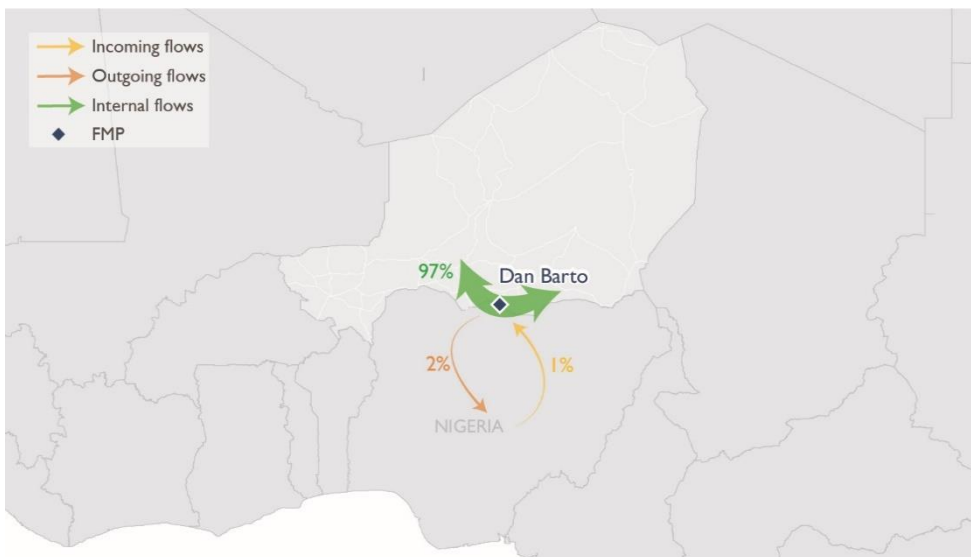 Incoming flows
Outgoing flows
Internal flows
FMP
97%
Dan Barto
2%
1%
NIGERIA